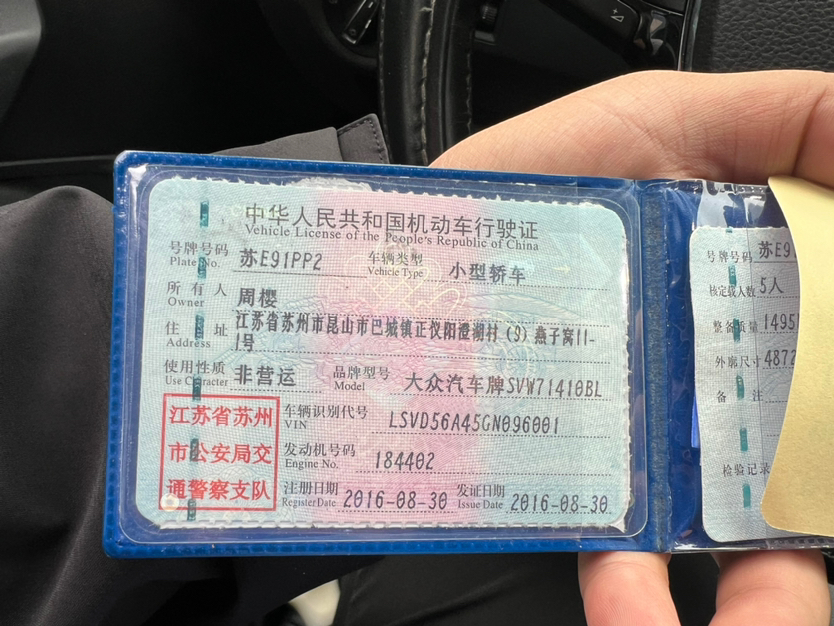 中华人民共和国机动车行驶证
Vehicle License of the People's Republic of China
号牌号码 苏E91PP2 车辆类型 小型轿车
Plate No. Vehicle Type
所有人 周樱
Owner
住址 江苏省苏州市昆山市巴城镇正仪阳澄湖村(9)燕子窝11-
Address 1号
使用性质 非营运 品牌型号 大众汽车牌SVW71410BL
Use Character Model
江苏省苏州
市公安局交
通警察支队
车辆识别代号 LSVD56A45GN096001
VIN
发动机号码 184402
Engine No.
注册日期 2016-08-30 发证日期 2016-08-30
Register Date Issue Date
号牌号码 苏E9
核定载人数 5人
整备质量 1495
外廓尺寸 4872
备注
检验记录